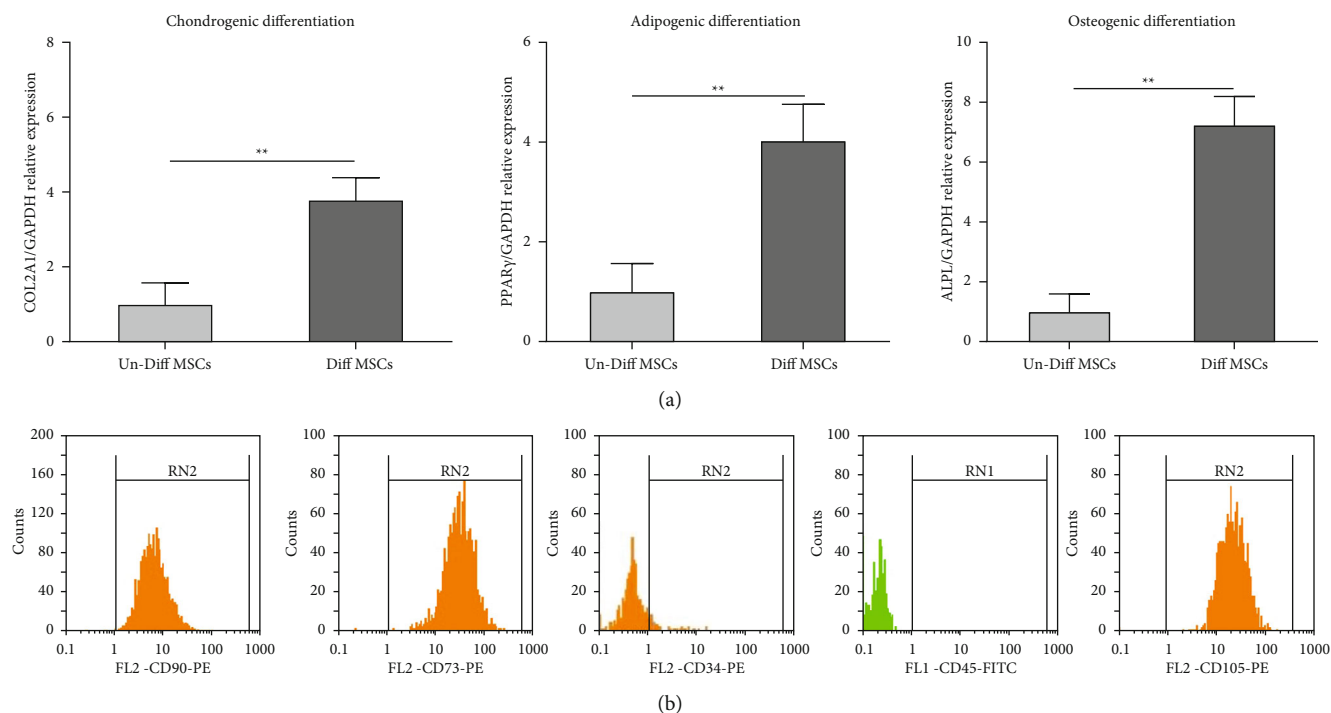 Chondrogenic differentiation
COL2A1/GAPDH relative expression
8
6
4
2
0
**
Un-Diff MSCs
Diff MSCs
Adipogenic differentiation
PPARγ/GAPDH relative expression
6
4
2
0
**
Un-Diff MSCs
Diff MSCs
Osteogenic differentiation
ALPL/GAPDH relative expression
10
8
6
4
2
0
**
Un-Diff MSCs
Diff MSCs
(a)
Counts
200
160
120
80
40
0
RN2
0.1 1 10 100 1000
FL2 -CD90-PE
Counts
100
80
60
40
20
0
RN2
0.1 1 10 100 1000
FL2 -CD73-PE
Counts
100
80
60
40
20
0
RN2
0.1 1 10 100 1000
FL2 -CD34-PE
Counts
100
80
60
40
20
0
RN1
0.1 1 10 100 1000
FL1 -CD45-FITC
Counts
100
80
60
40
20
0
RN2
0.1 1 10 100 1000
FL2 -CD105-PE
(b)